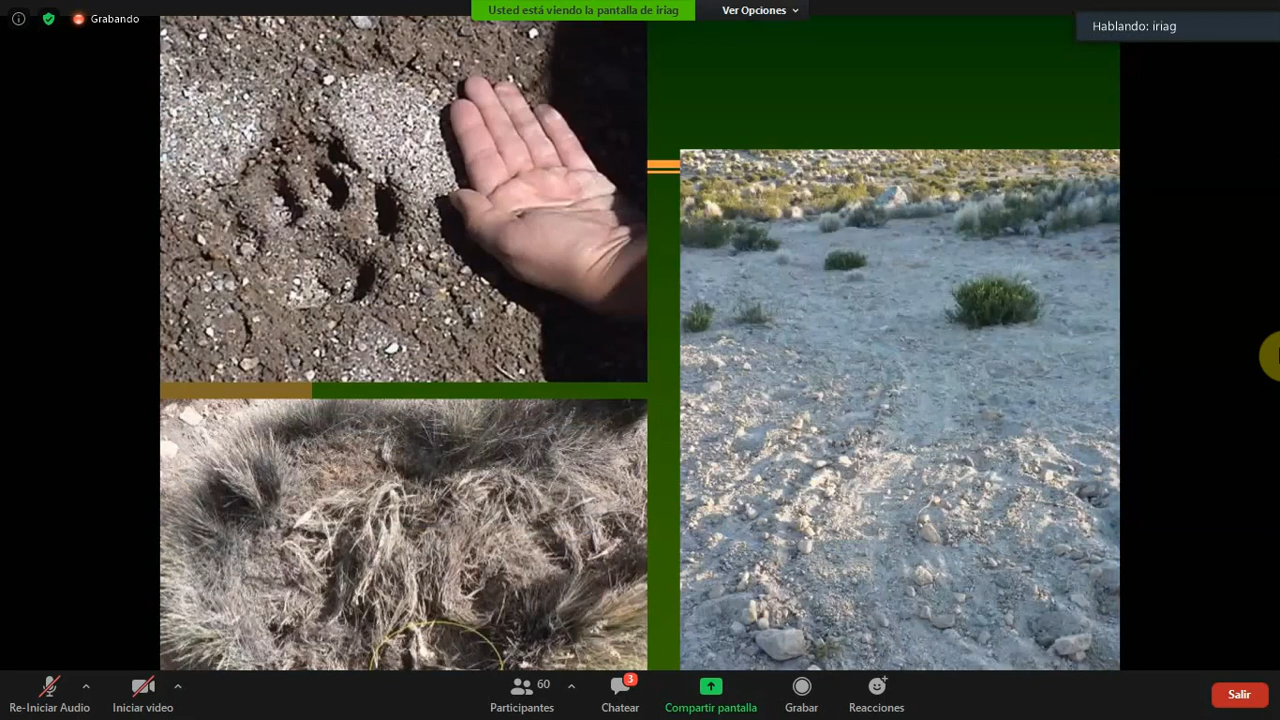 Grabando
Usted está viendo la pantalla de iriag
Ver Opciones
Hablando: iriag
Re-Iniciar Audio
Iniciar video
60
Participantes
3
Chatear
Compartir pantalla
Grabar
Reacciones
Salir